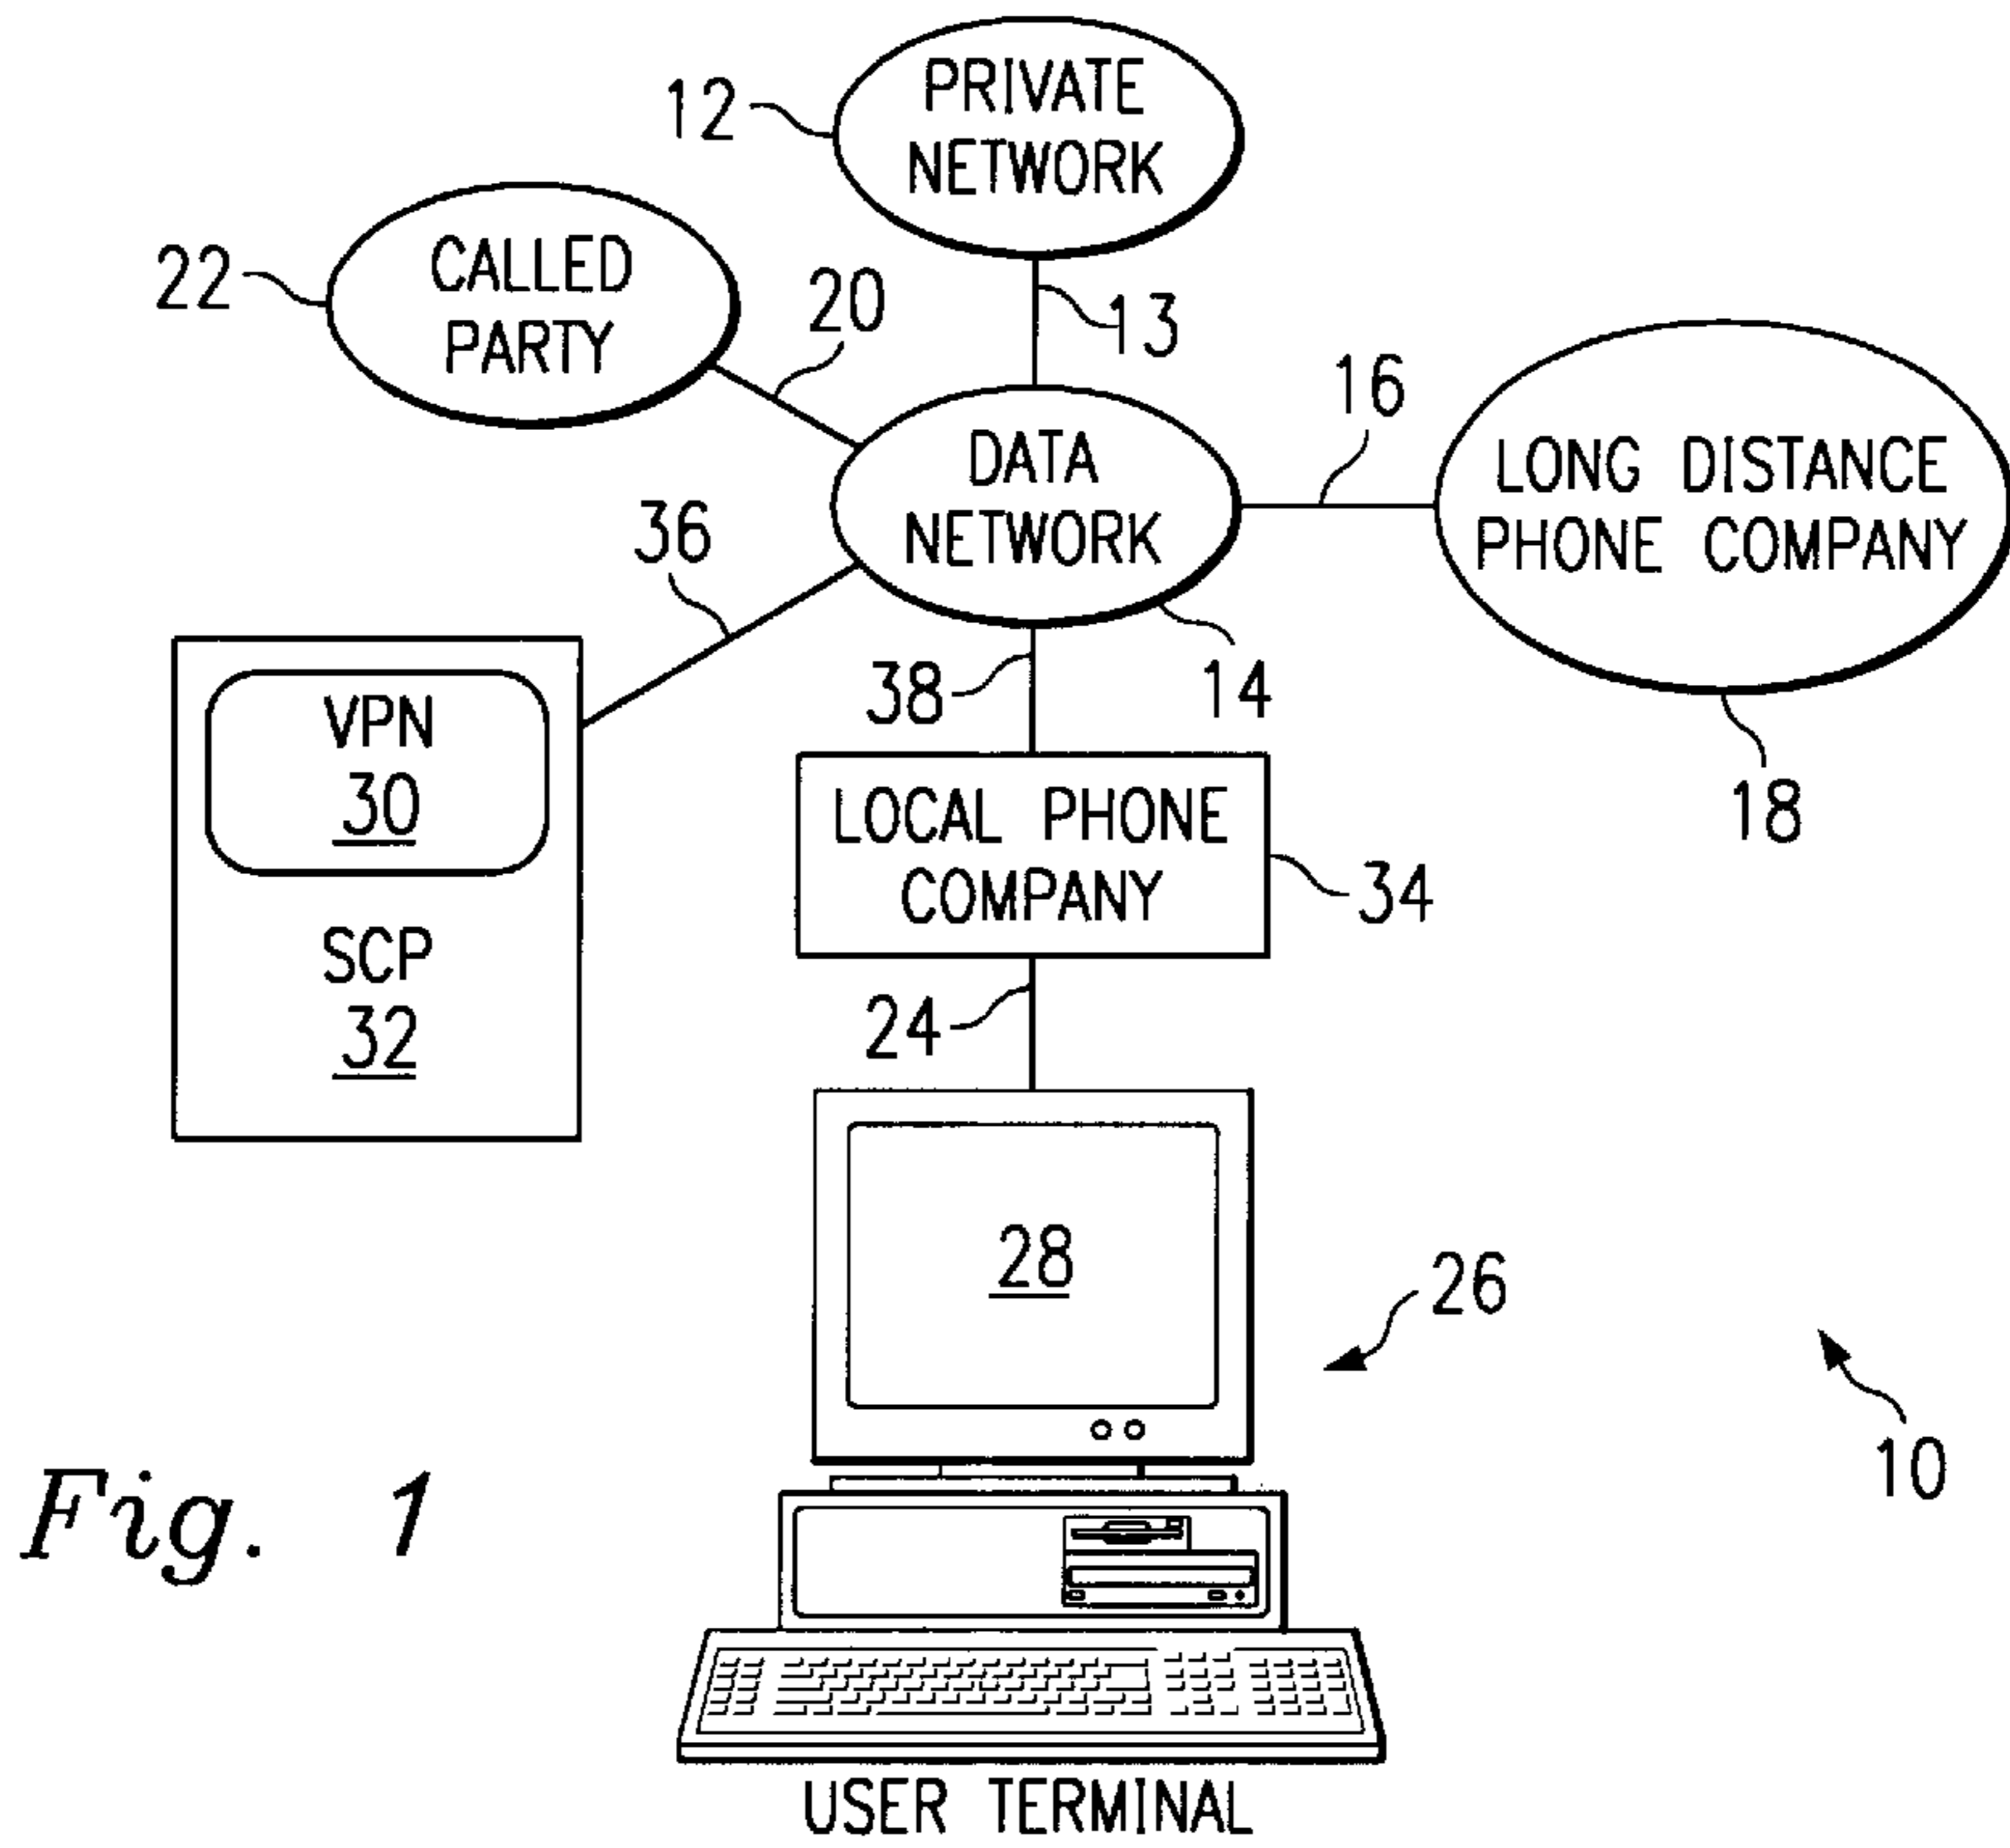 PRIVATE
NETWORK
12
CALLED
PARTY
22
20
13
16
DATA
NETWORK
LONG DISTANCE
PHONE COMPANY
36
38
14
18
VPN
30
SCP
32
LOCAL PHONE
COMPANY
34
24
28
26
10
Fig. 1
USER TERMINAL